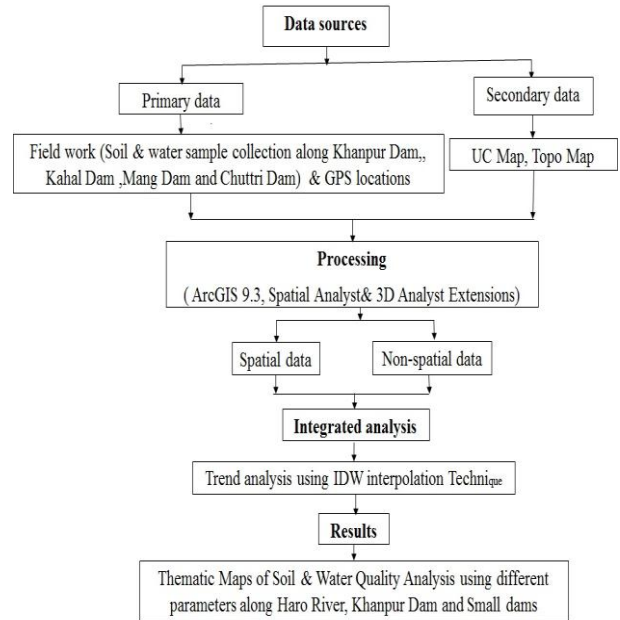 Data sources
Primary data
Secondary data
Field work (Soil & water sample collection along Khanpur Dam,,
Kahal Dam ,Mang Dam and Chuttri Dam) & GPS locations
UC Map, Topo Map
Processing
( ArcGIS 9.3, Spatial Analyst& 3D Analyst Extensions)
Spatial data
Non-spatial data
Integrated analysis
Trend analysis using IDW interpolation Technique
Results
Thematic Maps of Soil & Water Quality Analysis using different
parameters along Haro River, Khanpur Dam and Small dams